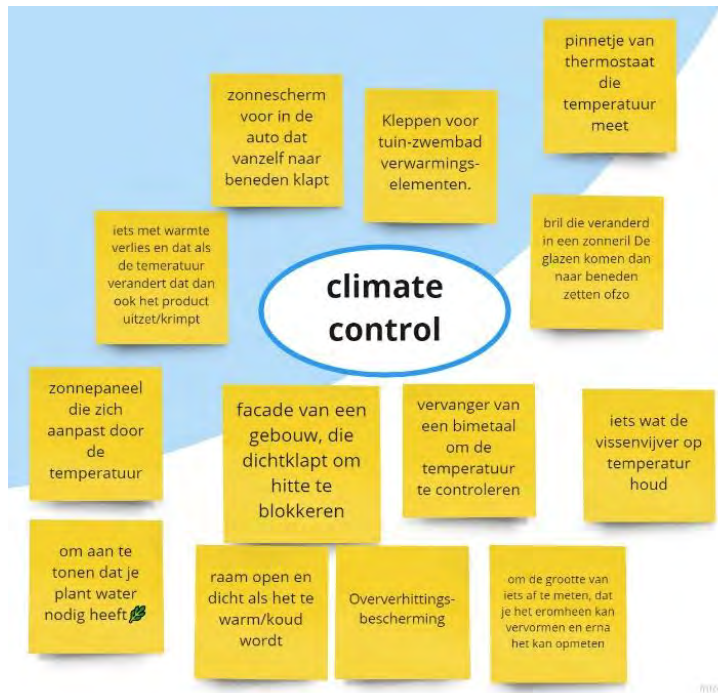 pinnetje van
thermostaat
die
temperatuur
meet
zonnescherm
voor in de
auto dat
vanzelf naar
beneden klapt
Kleppen voor
tuin-zwembad
verwarmings-
elementen.
iets met warmte
verlies en dat als
de temeratuur
verandert dat dan
ook het product
uitzet/krimpt
bril die veranderd
in een zonneril De
glazen komen dan
naar beneden
zetten ofzo
climate
control
zonnepaneel
die zich
aanpast door
de
temperatuur
facade van een
gebouw, die
dichtklapt om
hitte te
blokkeren
vervanger van
een bimetaal
om de
temperatuur
te controleren
iets wat de
vissenvijver op
temperatur
houd
om aan te
tonen dat je
plant water
nodig heeft🌿
raam open en
dicht als het te
warm/koud
wordt
Oververhittings-
bescherming
om de grootte van
iets af te meten, dat
je het eromheen kan
vervormen en erna
het kan opmeten